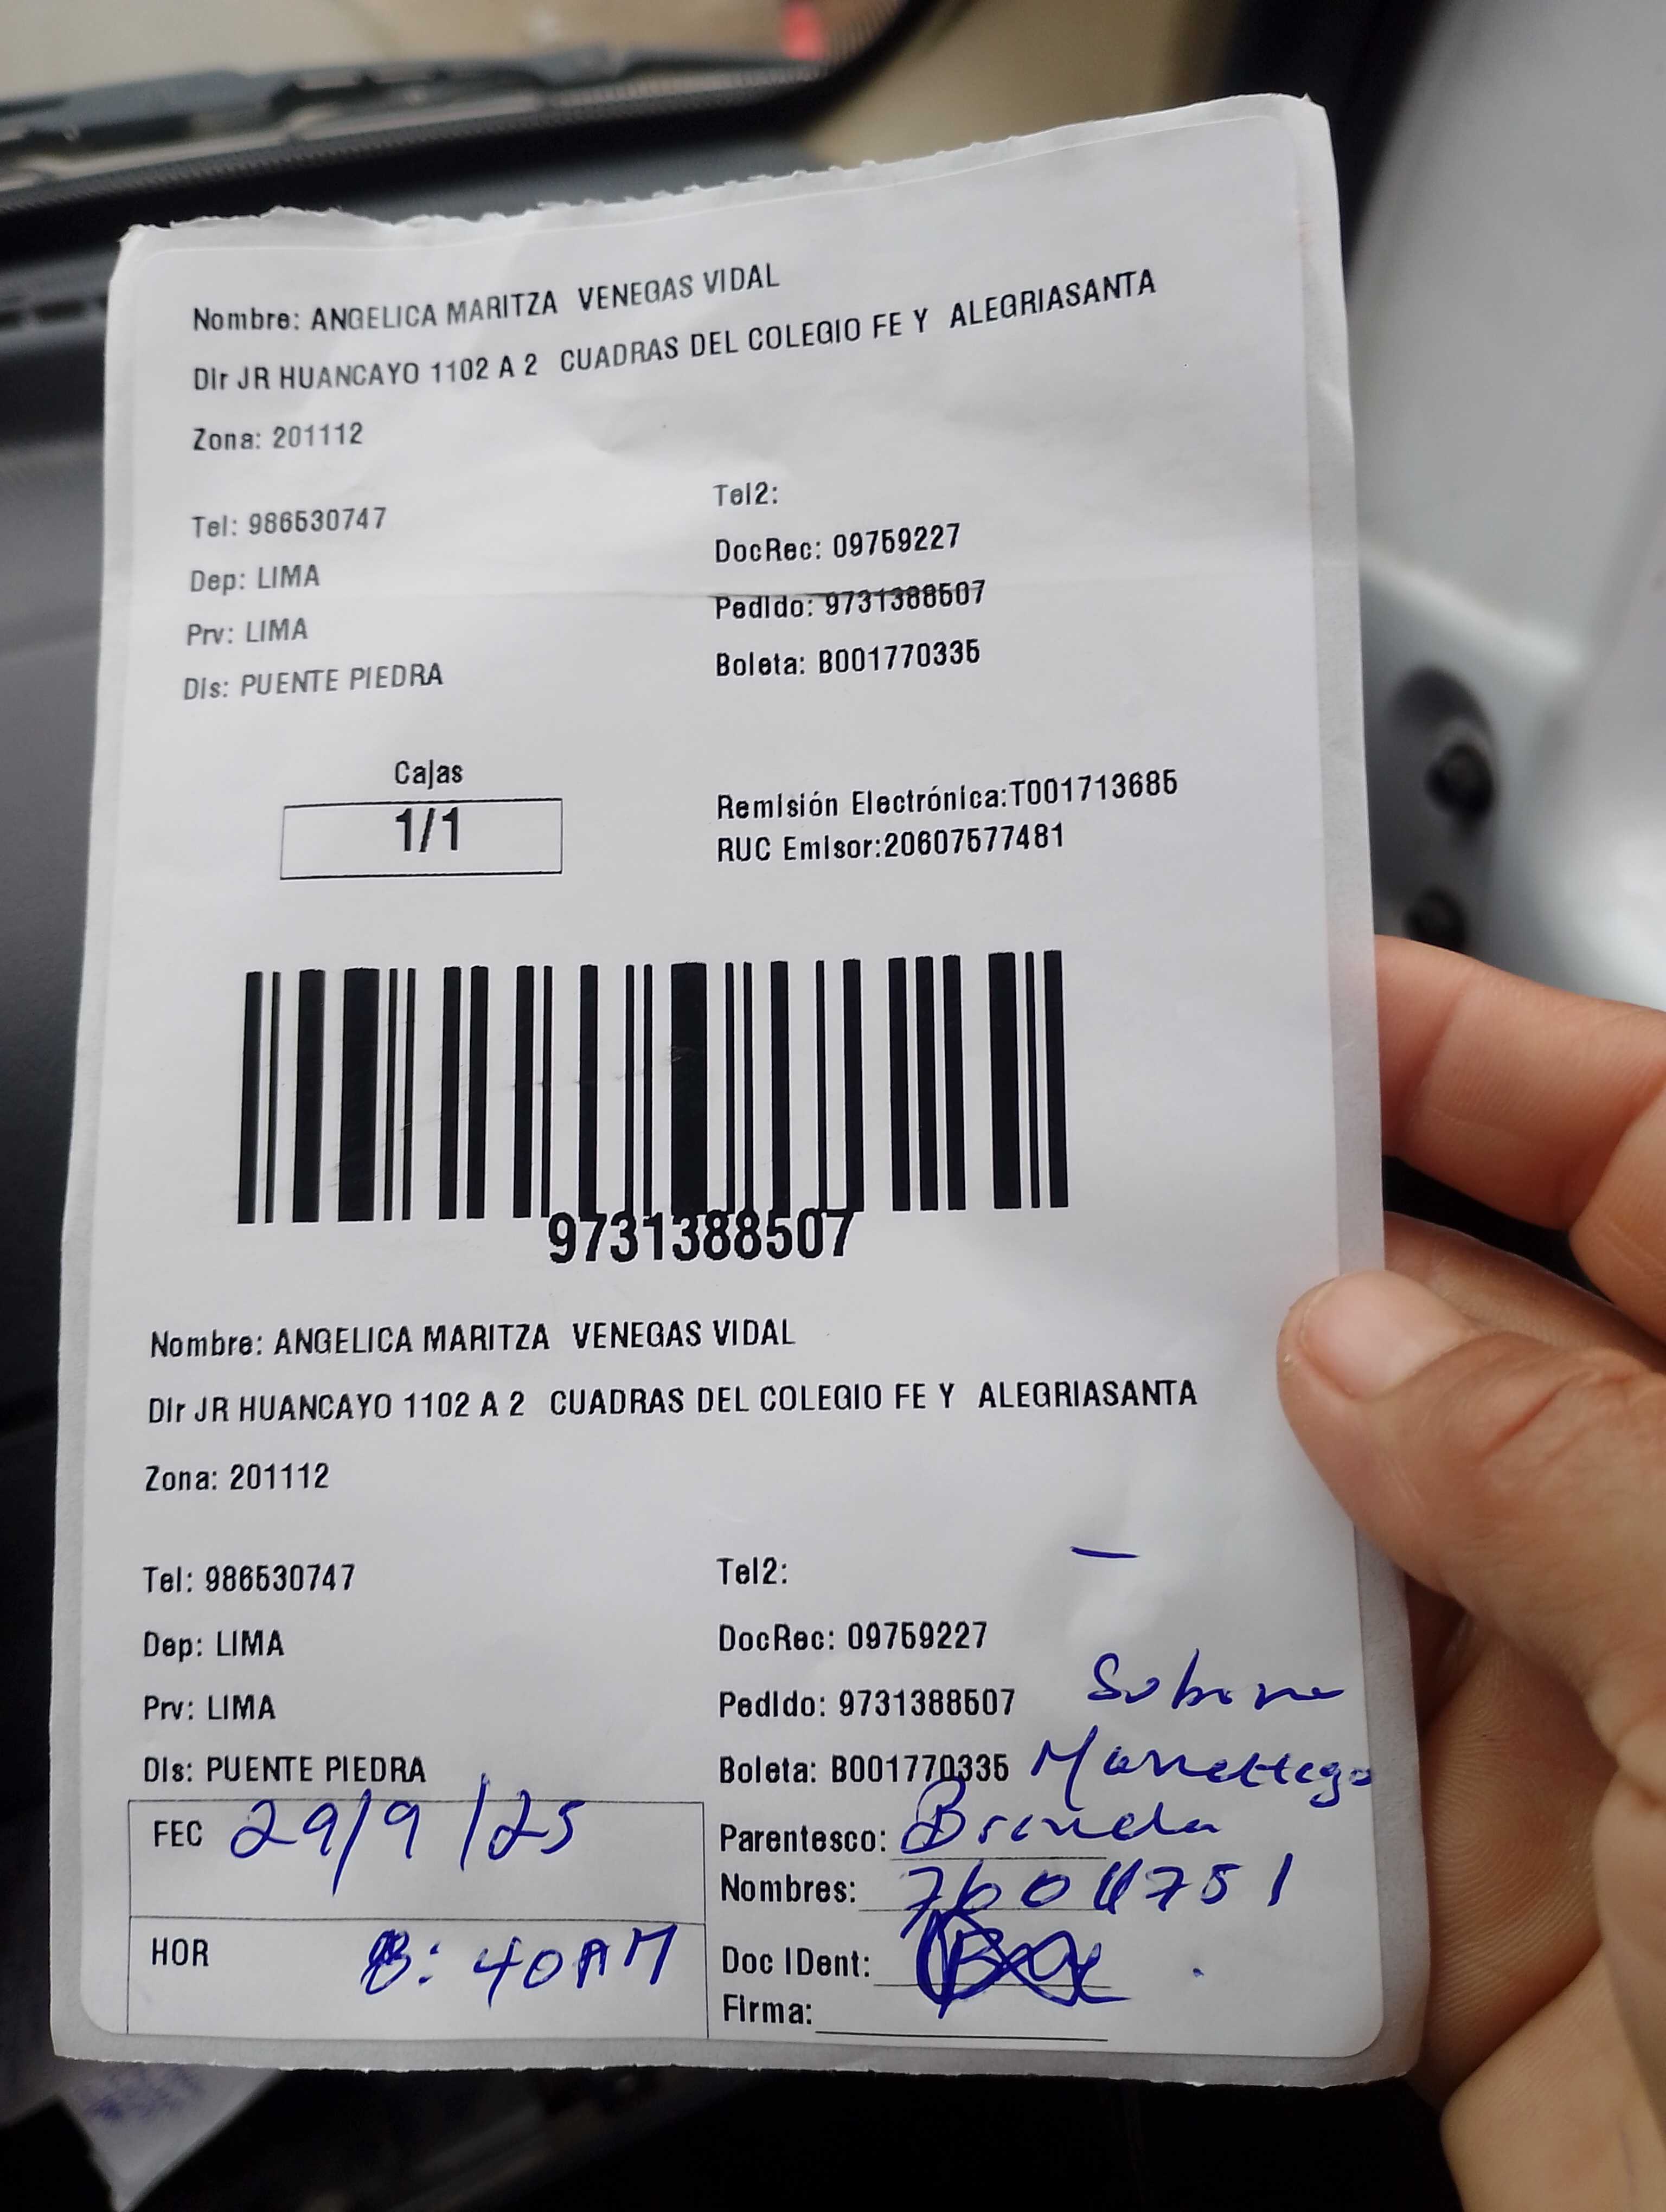 Nombre: ANGELICA MARITZA VENEGAS VIDAL
Dir JR HUANCAYO 1102 A 2 CUADRAS DEL COLEGIO FE Y ALEGRIASANTA
Zona: 201112
Tel: 986530747
Tel2:
DocRec: 09759227
Dep: LIMA
Pedido: 9731388507
Prv: LIMA
Boleta: B001770335
Dis: PUENTE PIEDRA
Cajas
1/1
Remisión Electrónica:T001713685
RUC Emisor:20607577481
9731388507
Nombre: ANGELICA MARITZA VENEGAS VIDAL
Dir JR HUANCAYO 1102 A 2 CUADRAS DEL COLEGIO FE Y ALEGRIASANTA
Zona: 201112
Tel: 986530747
Tel2:
Dep: LIMA
DocRec: 09759227
Prv: LIMA
Pedido: 9731388507
Dis: PUENTE PIEDRA
Boleta: B001770335
FEC 29/9/25
Parentesco: Brenda
Nombres:
HOR 8:40AM
Doc IDent:
Firma: